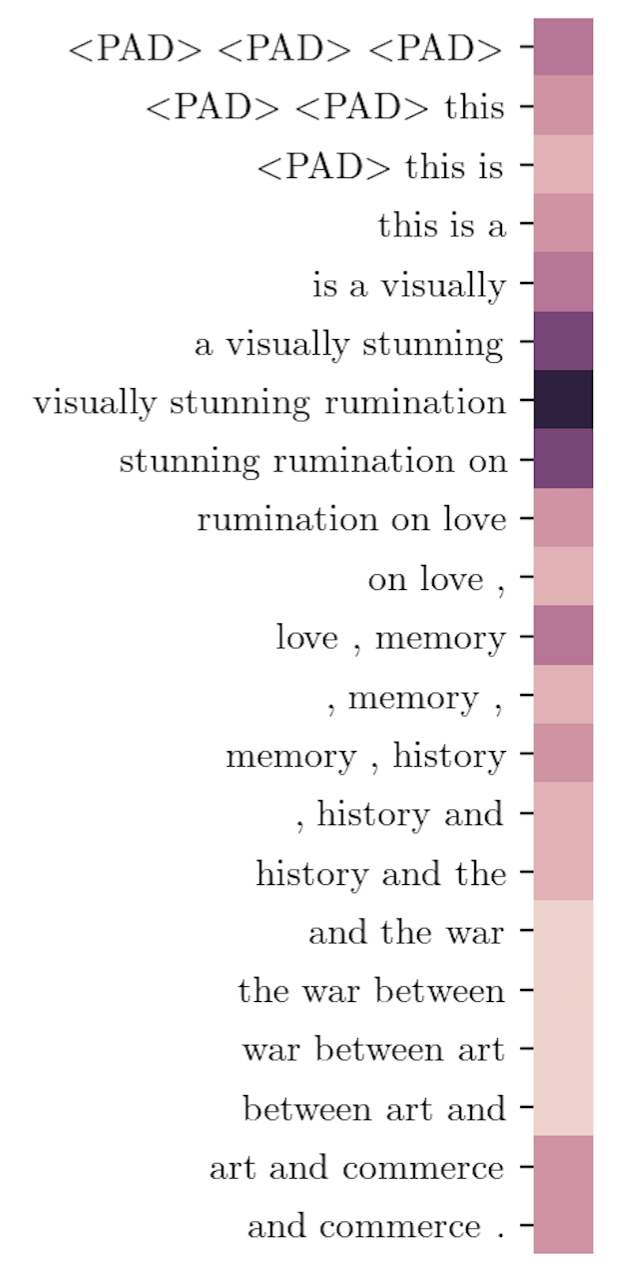 <PAD> <PAD> <PAD>
<PAD> <PAD> this
<PAD> this is
this is a
is a visually
a visually stunning
visually stunning rumination
stunning rumination on
rumination on love
on love ,
love , memory
, memory ,
memory , history
, history and
history and the
and the war
the war between
war between art
between art and
art and commerce
and commerce .